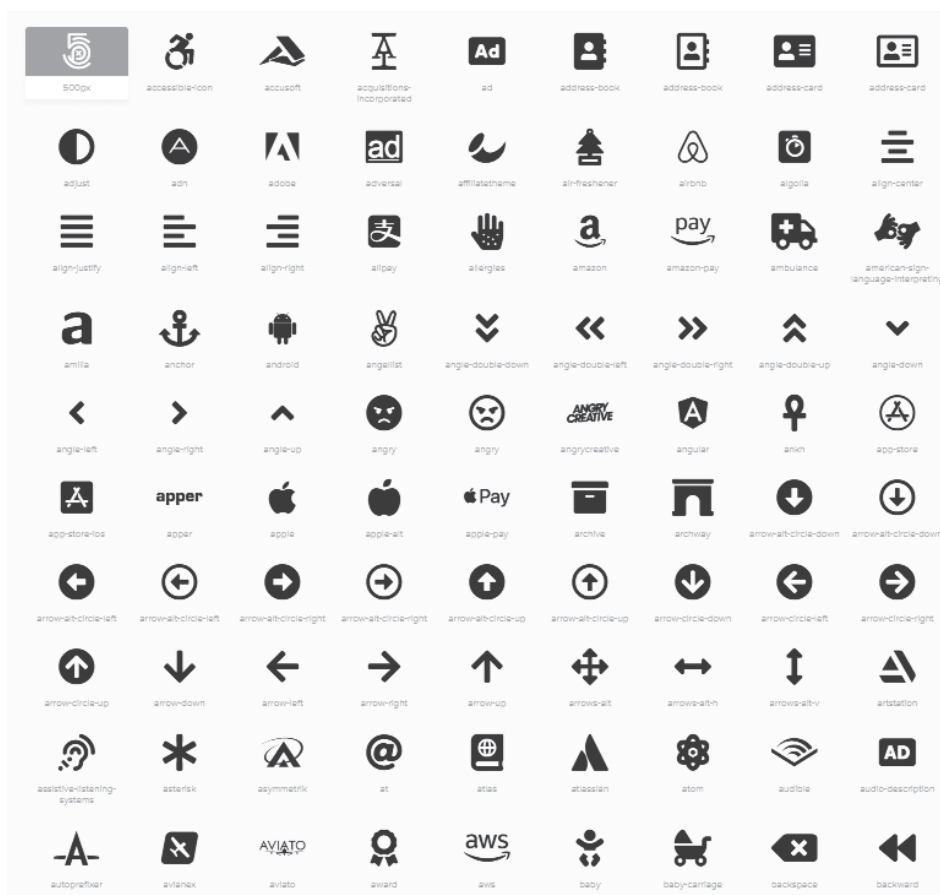 500px accessible-icon accusoft acquisitions-incorporated ad address-book address-book address-card address-card
Ad
adjust adn adobe adversal affiliatetheme air-freshener airbnb algolia align-center
ad
align-justify align-left align-right alipay allergies amazon amazon-pay ambulance american-sign-language-interpreting
支 a pay
amilia anchor android angellist angle-double-down angle-double-left angle-double-right angle-double-up angle-down
a
angle-left angle-right angle-up angry angry angrycreative angular ankh app-store
ANGRY CREATIVE A
app-store-ios apper apple apple-alt apple-pay archive archway arrow-alt-circle-down arrow-alt-circle-down
apper Pay
arrow-alt-circle-left arrow-alt-circle-left arrow-alt-circle-right arrow-alt-circle-right arrow-alt-circle-up arrow-alt-circle-up arrow-circle-down arrow-circle-left arrow-circle-right
arrow-circle-up arrow-down arrow-left arrow-right arrow-up arrows-alt arrows-alt-h arrows-alt-v artstation
assistive-listening-systems asterisk asymmetrik at atlas atlassian atom audible audio-description
@ AD
autoprefixer avianex aviato award aws baby baby-carriage backspace backward
A AVIATO aws